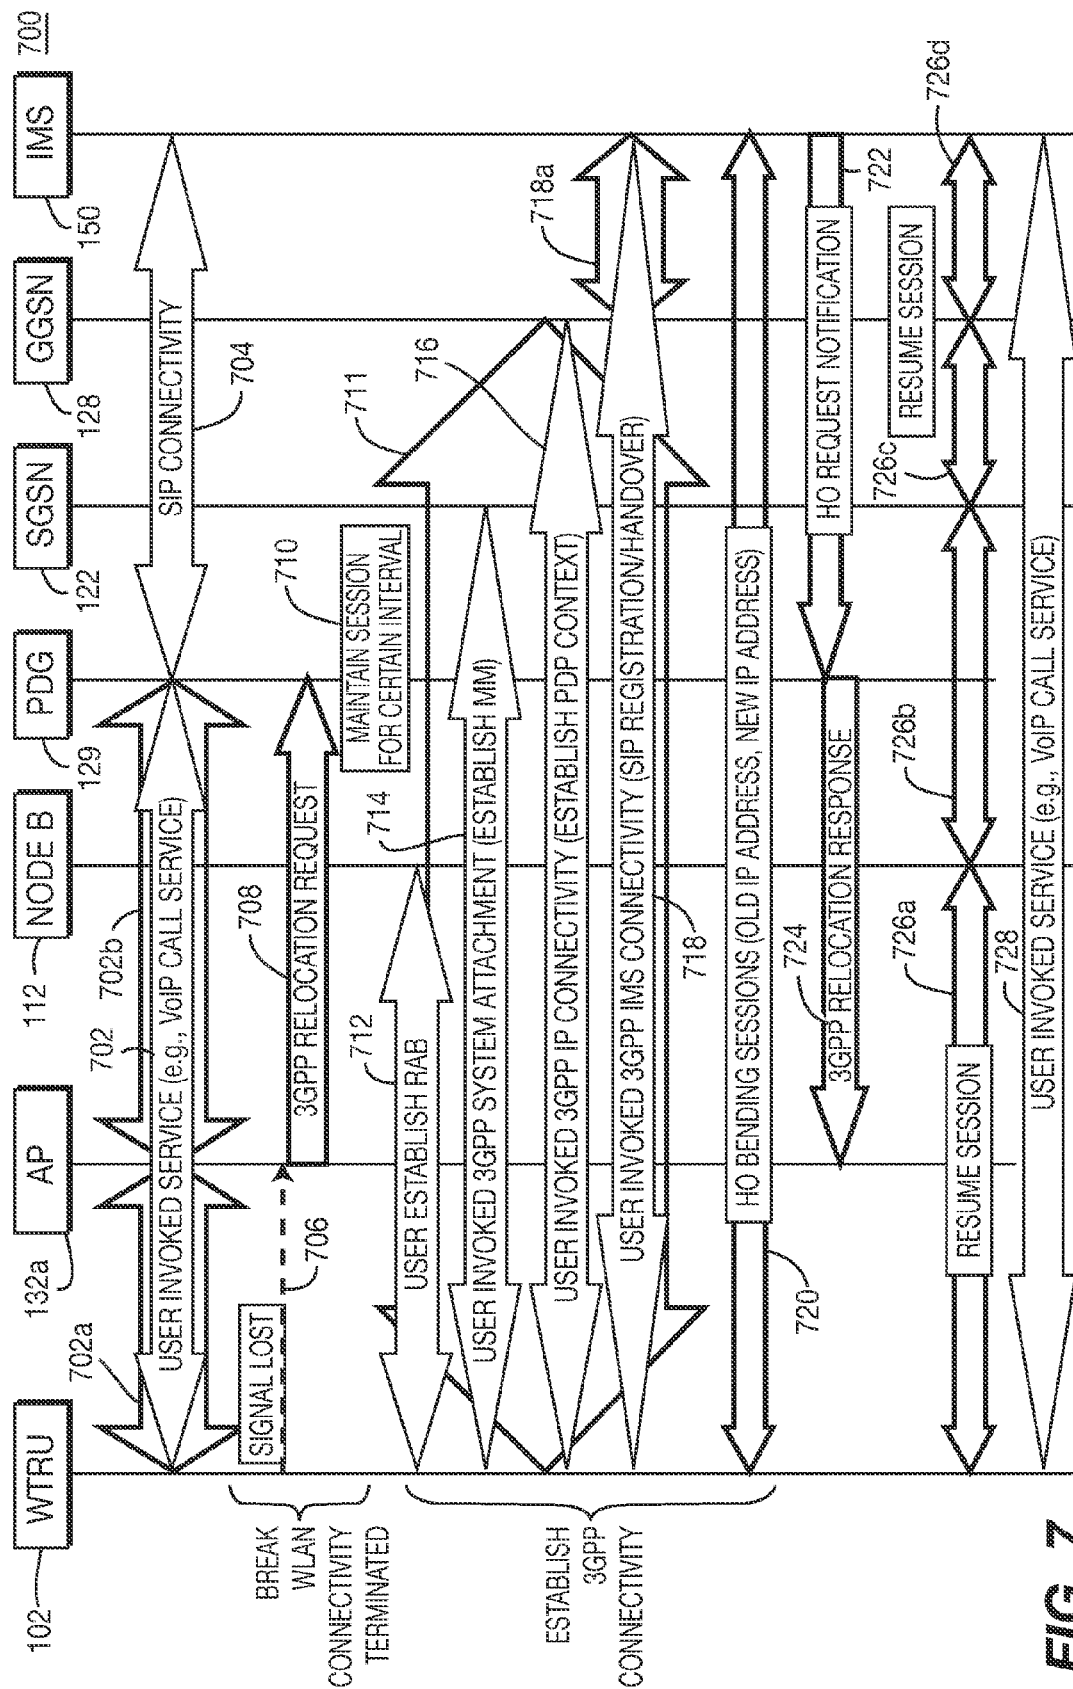 700
WTRU
AP
NODE B
PDG
SGSN
GGSN
IMS
102
132a
112
129
122
128
150
702a
702
702b
USER INVOKED SERVICE (e.g., VoIP CALL SERVICE)
SIP CONNECTIVITY
704
BREAK
WLAN
CONNECTIVITY
TERMINATED
SIGNAL LOST
706
708
3GPP RELOCATION REQUEST
MAINTAIN SESSION
FOR CERTAIN INTERVAL
710
711
ESTABLISH
3GPP
CONNECTIVITY
712
USER ESTABLISH RAB
714
USER INVOKED 3GPP SYSTEM ATTACHMENT (ESTABLISH MM)
716
USER INVOKED 3GPP IP CONNECTIVITY (ESTABLISH PDP CONTEXT)
718a
USER INVOKED 3GPP IMS CONNECTIVITY (SIP REGISTRATION/HANDOVER)
718
HO BENDING SESSIONS (OLD IP ADDRESS, NEW IP ADDRESS)
720
HO REQUEST NOTIFICATION
722
724
3GPP RELOCATION RESPONSE
726a
726b
726c
726d
RESUME SESSION
RESUME SESSION
728
USER INVOKED SERVICE (e.g., VoIP CALL SERVICE)
FIG. 7